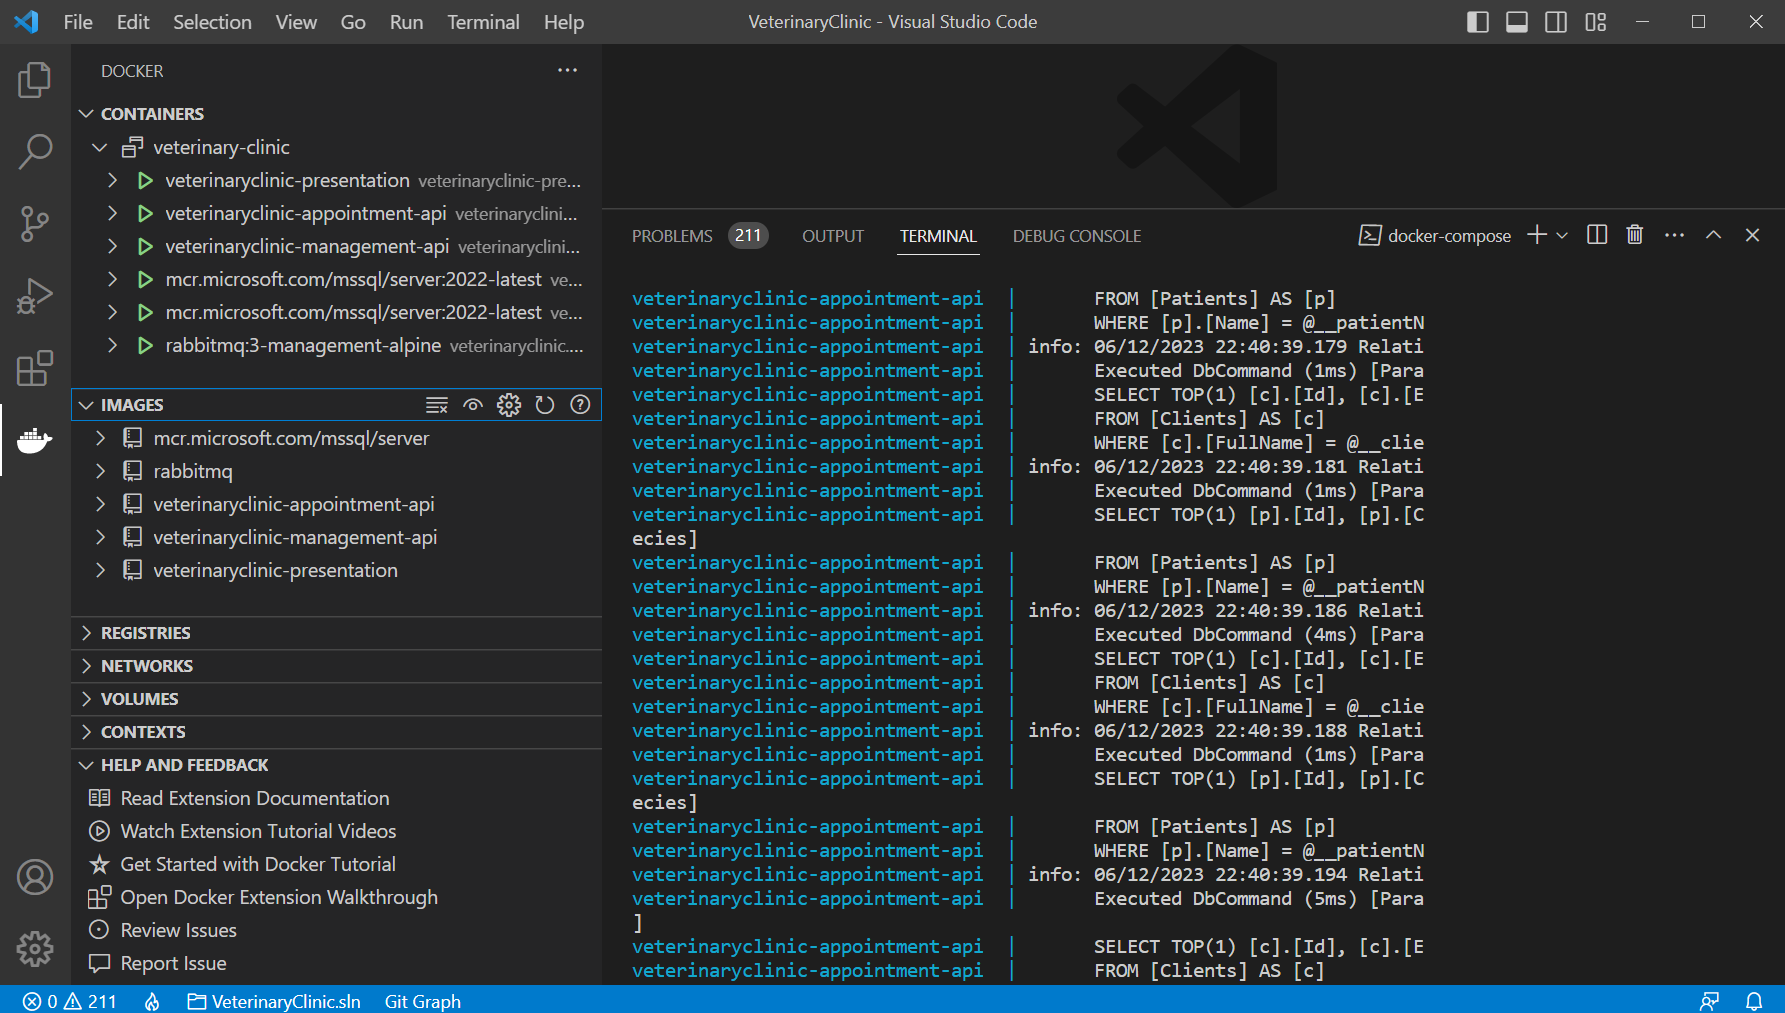 File Edit Selection View Go Run Terminal Help
VeterinaryClinic - Visual Studio Code
DOCKER
CONTAINERS
veterinary-clinic
veterinaryclinic-presentation veterinaryclinic-pre...
veterinaryclinic-appointment-api veterinaryclini...
veterinaryclinic-management-api veterinaryclini...
mcr.microsoft.com/mssql/server:2022-latest ve...
mcr.microsoft.com/mssql/server:2022-latest ve...
rabbitmq:3-management-alpine veterinaryclinic....
IMAGES
mcr.microsoft.com/mssql/server
rabbitmq
veterinaryclinic-appointment-api
veterinaryclinic-management-api
veterinaryclinic-presentation
REGISTRIES
NETWORKS
VOLUMES
CONTEXTS
HELP AND FEEDBACK
Read Extension Documentation
Watch Extension Tutorial Videos
Get Started with Docker Tutorial
Open Docker Extension Walkthrough
Review Issues
Report Issue
PROBLEMS 211 OUTPUT TERMINAL DEBUG CONSOLE
docker-compose
veterinaryclinic-appointment-api | FROM [Patients] AS [p]
veterinaryclinic-appointment-api | WHERE [p].[Name] = @__patientN
veterinaryclinic-appointment-api | info: 06/12/2023 22:40:39.179 Relati
veterinaryclinic-appointment-api | Executed DbCommand (1ms) [Para
veterinaryclinic-appointment-api | SELECT TOP(1) [c].[Id], [c].[E
veterinaryclinic-appointment-api | FROM [Clients] AS [c]
veterinaryclinic-appointment-api | WHERE [c].[FullName] = @__clie
veterinaryclinic-appointment-api | info: 06/12/2023 22:40:39.181 Relati
veterinaryclinic-appointment-api | Executed DbCommand (1ms) [Para
veterinaryclinic-appointment-api | SELECT TOP(1) [p].[Id], [p].[C
ecies]
veterinaryclinic-appointment-api | FROM [Patients] AS [p]
veterinaryclinic-appointment-api | WHERE [p].[Name] = @__patientN
veterinaryclinic-appointment-api | info: 06/12/2023 22:40:39.186 Relati
veterinaryclinic-appointment-api | Executed DbCommand (4ms) [Para
veterinaryclinic-appointment-api | SELECT TOP(1) [c].[Id], [c].[E
veterinaryclinic-appointment-api | FROM [Clients] AS [c]
veterinaryclinic-appointment-api | WHERE [c].[FullName] = @__clie
veterinaryclinic-appointment-api | info: 06/12/2023 22:40:39.188 Relati
veterinaryclinic-appointment-api | Executed DbCommand (1ms) [Para
veterinaryclinic-appointment-api | SELECT TOP(1) [p].[Id], [p].[C
ecies]
veterinaryclinic-appointment-api | FROM [Patients] AS [p]
veterinaryclinic-appointment-api | WHERE [p].[Name] = @__patientN
veterinaryclinic-appointment-api | info: 06/12/2023 22:40:39.194 Relati
veterinaryclinic-appointment-api | Executed DbCommand (5ms) [Para
]
veterinaryclinic-appointment-api | SELECT TOP(1) [c].[Id], [c].[E
veterinaryclinic-appointment-api | FROM [Clients] AS [c]
0 211 VeterinaryClinic.sln Git Graph